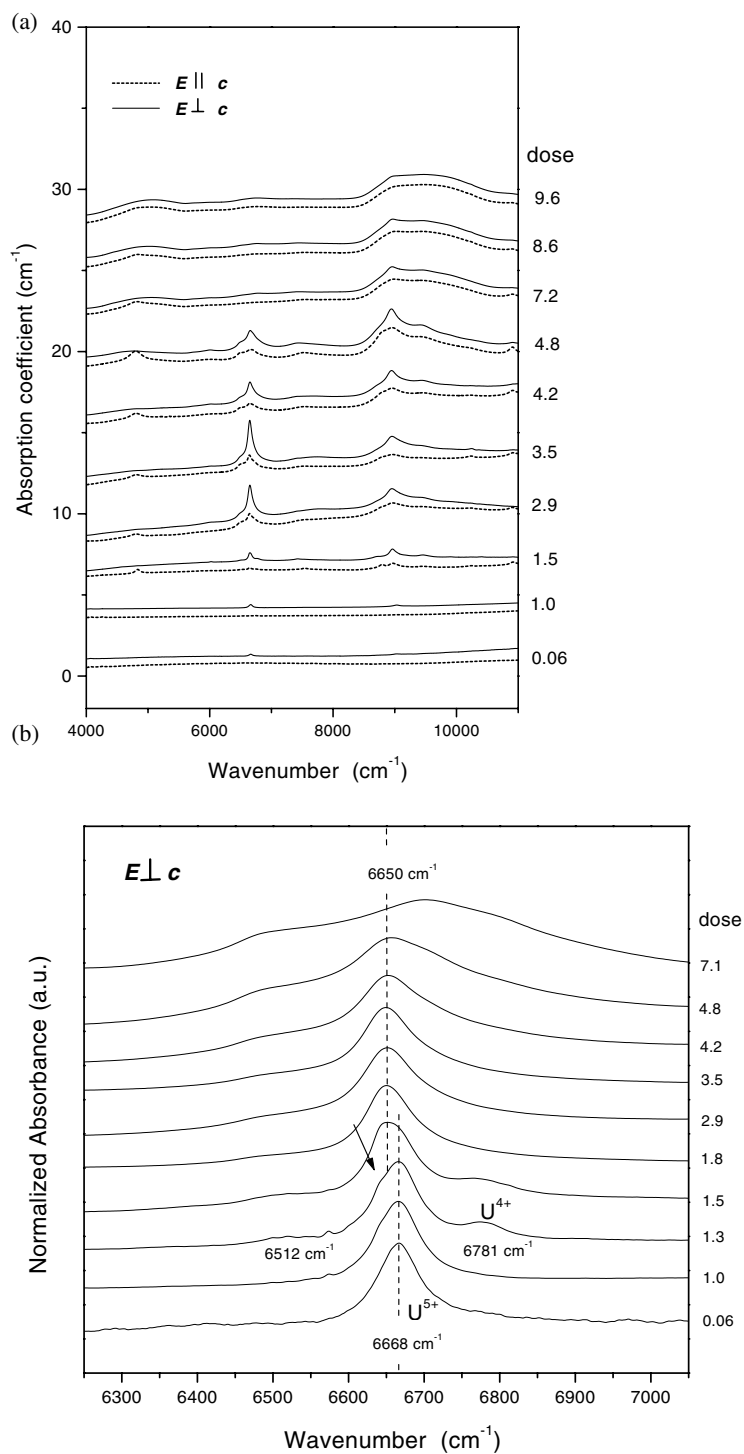 (a)
40
E || c
E ⊥ c
dose
30
9.6
8.6
7.2
20
4.8
4.2
3.5
10
2.9
1.5
1.0
0
0.06
Absorption coefficient (cm⁻¹)
4000 6000 8000 10000
Wavenumber (cm⁻¹)
(b)
E⊥ c
6650 cm⁻¹
dose
7.1
4.8
4.2
3.5
2.9
1.8
1.5
U⁴⁺
1.3
6512 cm⁻¹
6781 cm⁻¹
1.0
U⁵⁺
0.06
6668 cm⁻¹
Normalized Absorbance (a.u.)
6300 6400 6500 6600 6700 6800 6900 7000
Wavenumber (cm⁻¹)